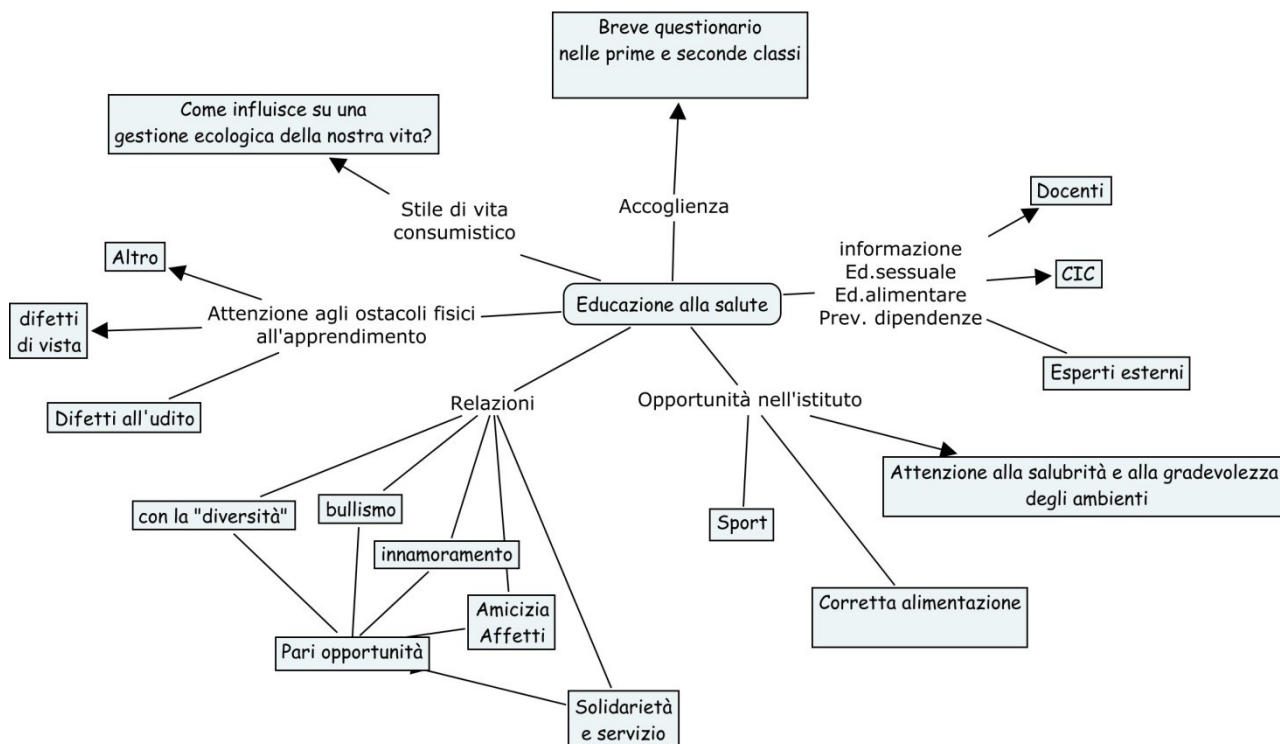 Breve questionario
nelle prime e seconde classi
Come influisce su una
gestione ecologica della nostra vita?
Stile di vita
consumistico
Accoglienza
Docenti
informazione
Ed.sessuale
Ed.alimentare
Prev. dipendenze
CIC
Esperti esterni
Altro
difetti
di vista
Attenzione agli ostacoli fisici
all'apprendimento
Difetti all'udito
Educazione alla salute
Relazioni
Opportunità nell'istituto
con la "diversità"
bullismo
innamoramento
Amicizia
Affetti
Pari opportunità
Solidarietà
e servizio
Sport
Attenzione alla salubrità e alla gradevolezza
degli ambienti
Corretta alimentazione